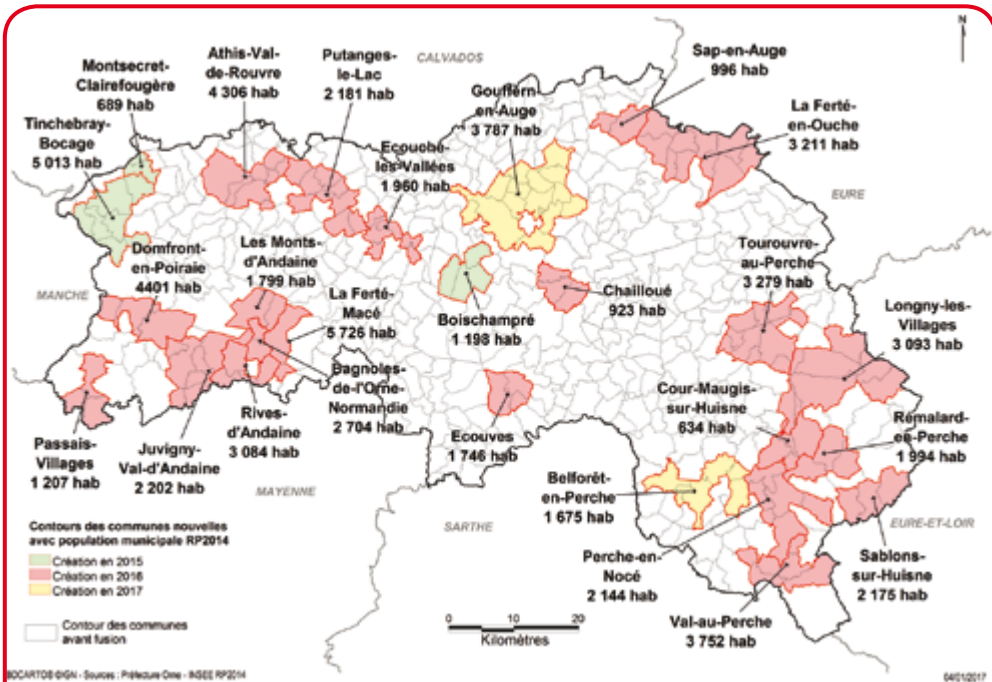 N
CALVADOS
Montsecret-
Clairefougère
689 hab
Athis-Val-
de-Rouvre
4 306 hab
Putanges-
le-Lac
2 181 hab
Sap-en-Auge
996 hab
Gouffern-
en-Auge
3 787 hab
La Ferté-
en-Ouche
3 211 hab
Tinchebray-
Bocage
5 013 hab
Ecouché-
les-Vallées
1 960 hab
EURE
Domfront-
en-Poiraie
4401 hab
Les Monts-
d'Andaine
1 799 hab
Tourouvre-
au-Perche
3 279 hab
MANCHE
La Ferté-
Macé
5 726 hab
Boischampré
1 198 hab
Chailloué
923 hab
Longny-les-
Villages
3 093 hab
Bagnoles-
de-l'Orne-
Normandie
2 704 hab
Cour-Maugis-
sur-Huisne
634 hab
Rémalard-
en-Perche
1 994 hab
Passais-
Villages
1 207 hab
Juvigny-
Val-d'Andaine
2 202 hab
Rives-
d'Andaine
3 084 hab
Ecouves
1 746 hab
MAYENNE
Belforêt-
en-Perche
1 675 hab
SARTHE
EURE-ET-LOIR
Perche-en-
Nocé
2 144 hab
Sablons-
sur-Huisne
2 175 hab
Val-au-Perche
3 752 hab
Contours des communes nouvelles
avec population municipale RP2014
Création en 2015
Création en 2016
Création en 2017
Contour des communes
avant fusion
0 10 20
Kilomètres
BDCARTO® ©IGN - Sources : Préfecture Orne - INSEE RP2014
04/01/2017